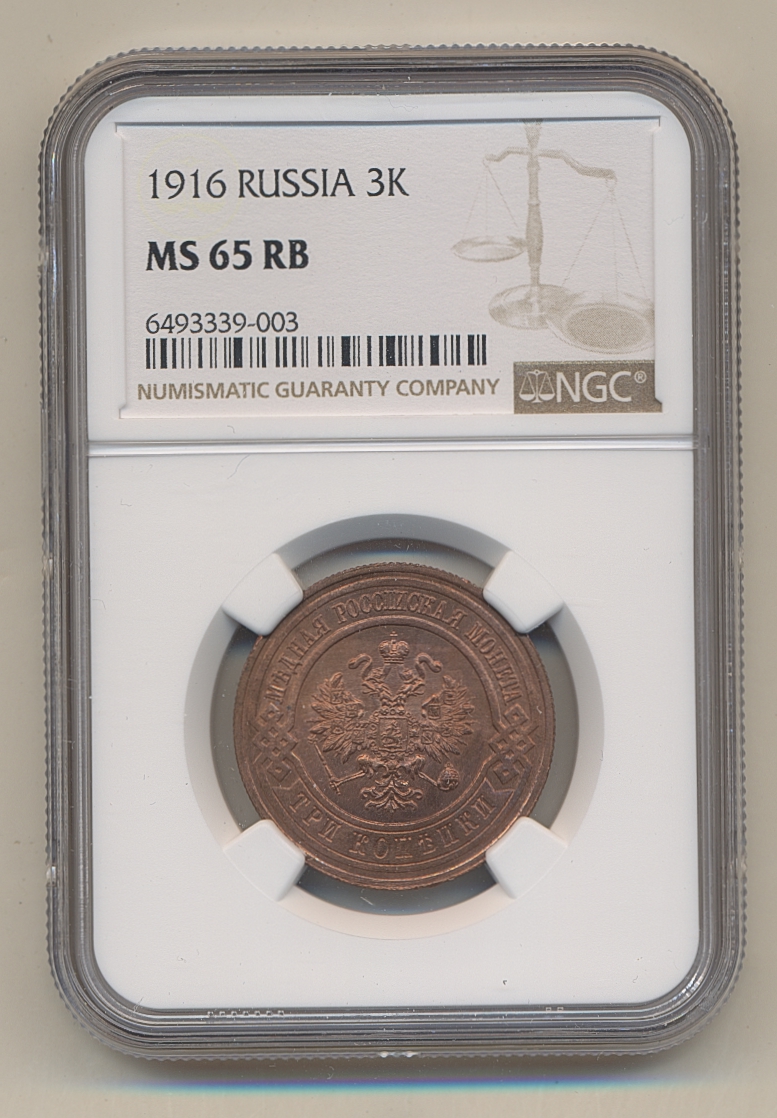 1916 RUSSIA 3K
MS 65 RB
6493339-003
NUMISMATIC GUARANTY COMPANY
NGC®
МѢДНАЯ РОССІЙСКАЯ МОНЕТА
ТРИ КОПѢЙКИ